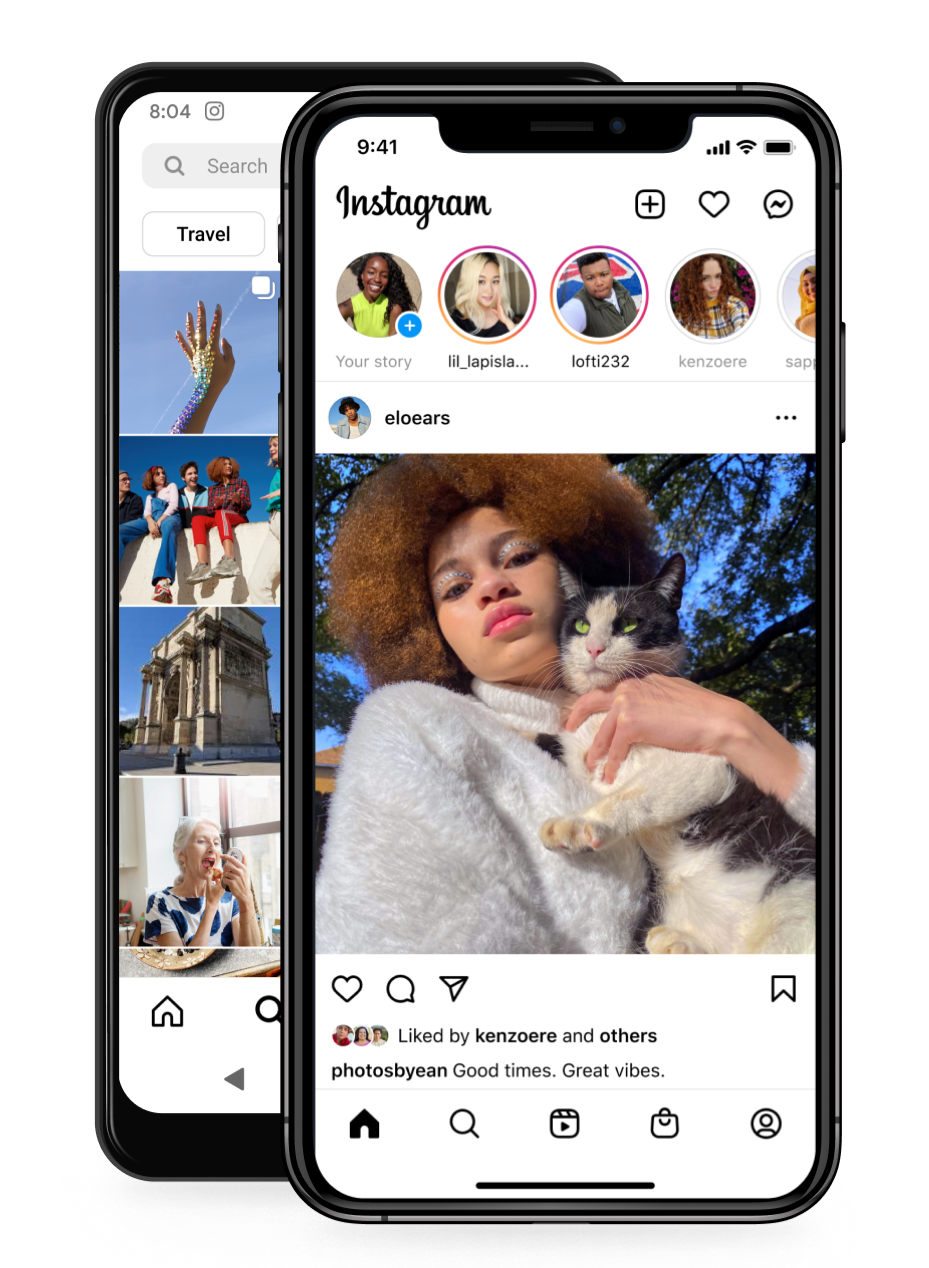 8:04
Search
Travel
9:41
Instagram
Your story
lil_lapisla...
lofti232
kenzoere
sapp
eloears
Liked by kenzoere and others
photosbyean Good times. Great vibes.